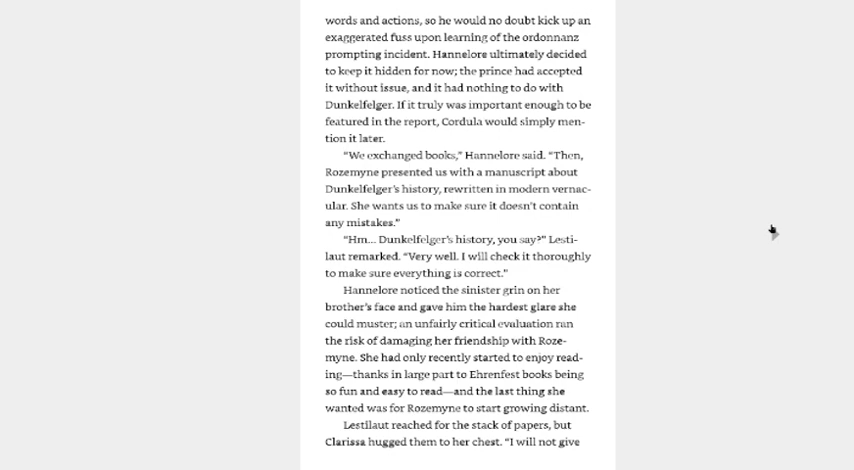 words and actions, so he would no doubt kick up an
exaggerated fuss upon learning of the ordonnanz
prompting incident. Hannelore ultimately decided
to keep it hidden for now; the prince had accepted
it without issue, and it had nothing to do with
Dunkelfelger. If it truly was important enough to be
featured in the report, Cordula would simply men-
tion it later.
“We exchanged books,” Hannelore said. “Then,
Rozemyne presented us with a manuscript about
Dunkelfelger’s history, rewritten in modern vernac-
ular. She wants us to make sure it doesn’t contain
any mistakes.”
“Hm... Dunkelfelger’s history, you say?” Lesti-
laut remarked. “Very well. I will check it thoroughly
to make sure everything is correct.”
Hannelore noticed the sinister grin on her
brother’s face and gave him the hardest glare she
could muster; an unfairly critical evaluation ran
the risk of damaging her friendship with Roze-
myne. She had only recently started to enjoy read-
ing—thanks in large part to Ehrenfest books being
so fun and easy to read—and the last thing she
wanted was for Rozemyne to start growing distant.
Lestilaut reached for the stack of papers, but
Clarissa hugged them to her chest. “I will not give